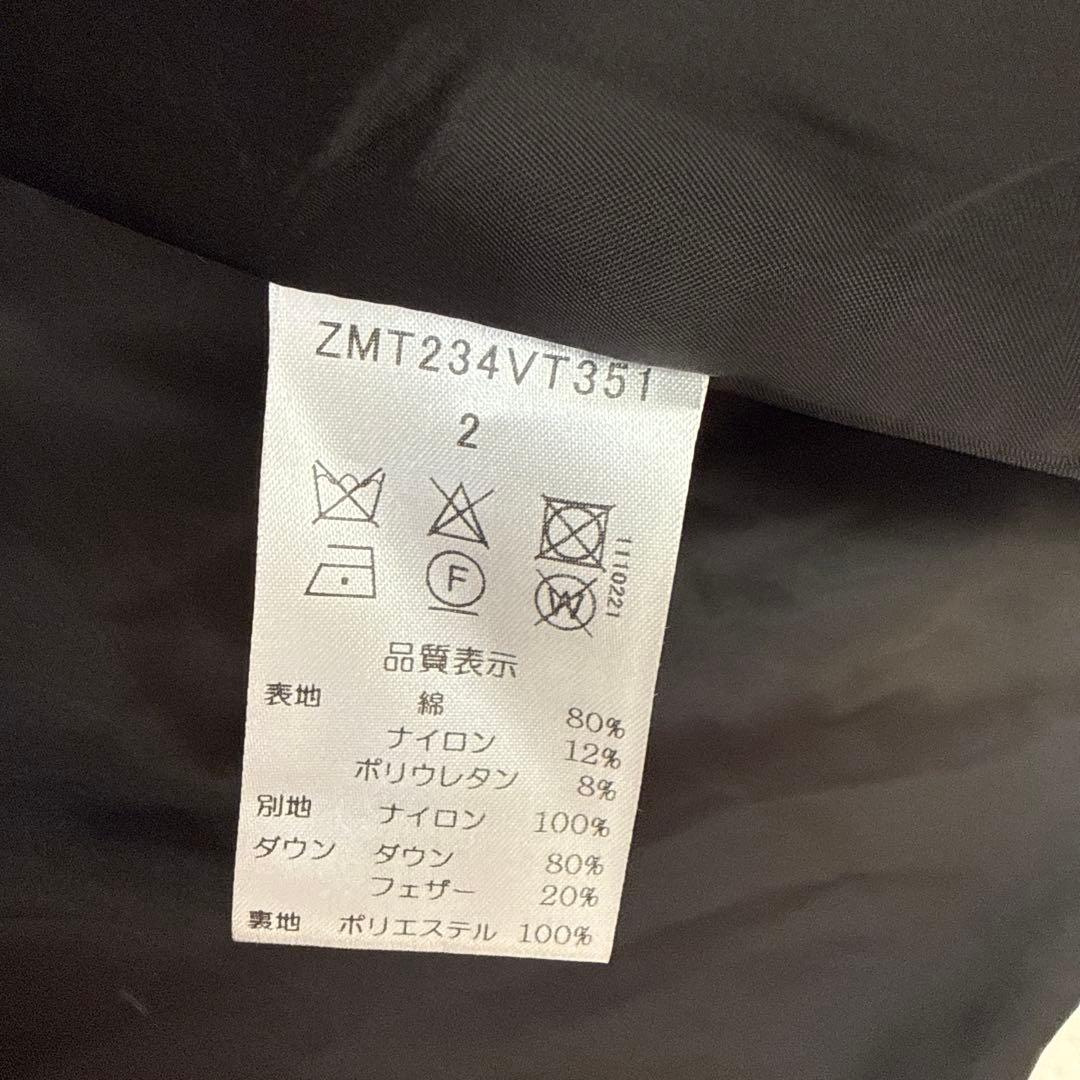 ZMT234VT351
2
F
W
1110221
品質表示
表地 綿 80%
ナイロン 12%
ポリウレタン 8%
別地 ナイロン 100%
ダウン ダウン 80%
フェザー 20%
裏地 ポリエステル 100%